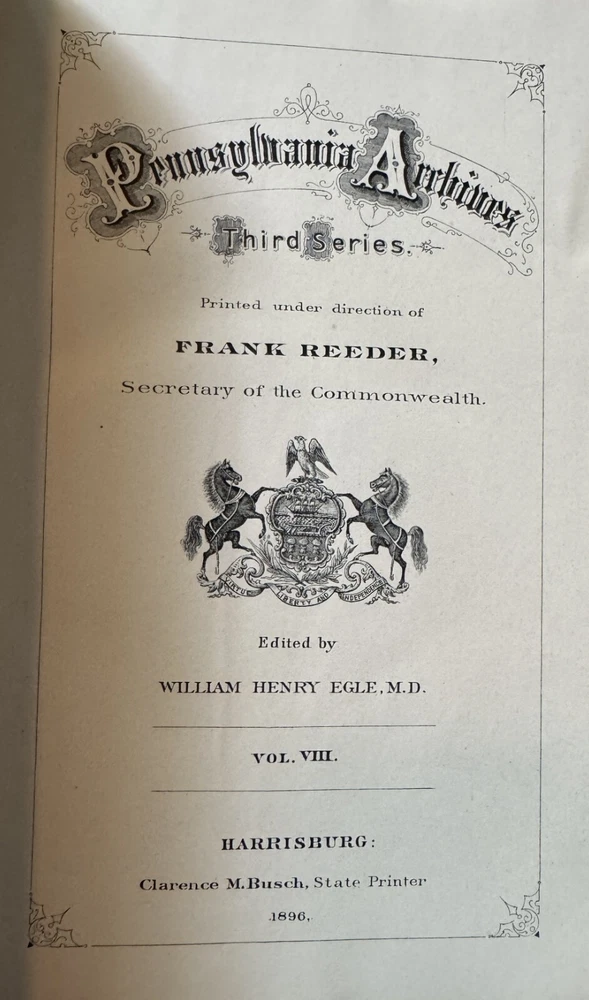 Pennsylvania Archives
Third Series.
Printed under direction of
FRANK REEDER,
Secretary of the Commonwealth.
VIRTUE LIBERTY AND INDEPENDENCE
Edited by
WILLIAM HENRY EGLE, M.D.
VOL. VIII.
HARRISBURG:
Clarence M. Busch, State Printer
1896.